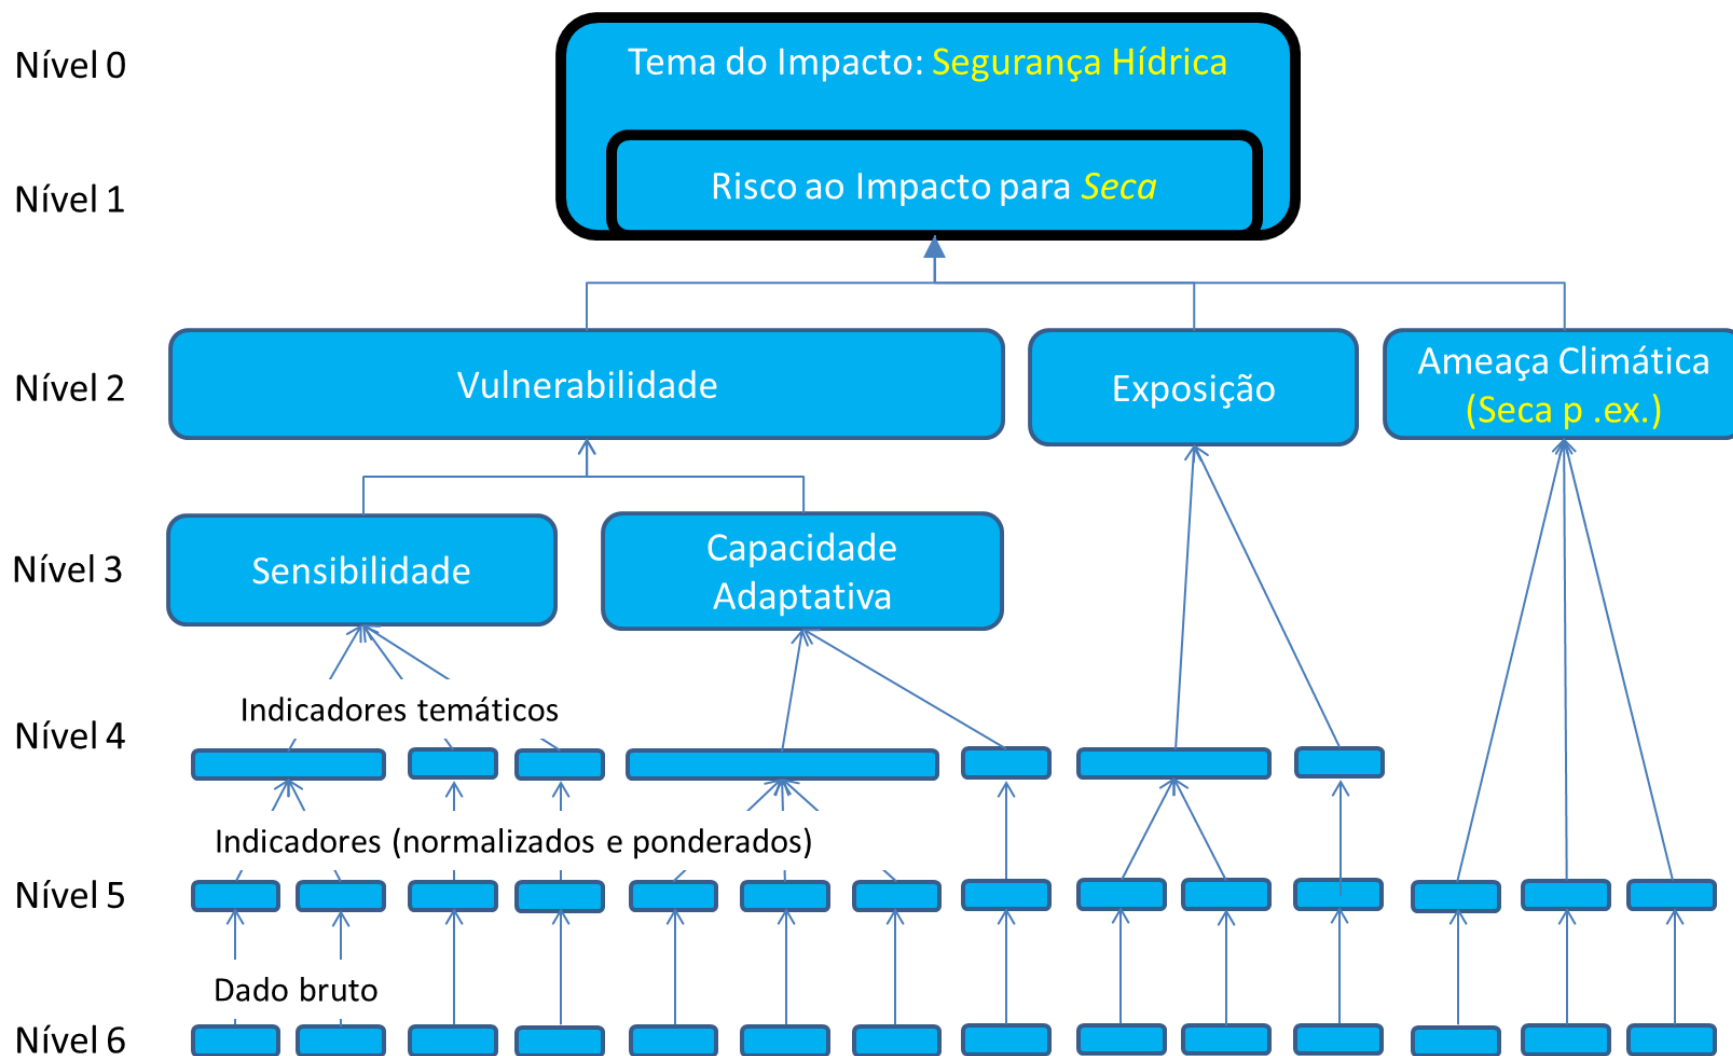 Nível 0
Tema do Impacto: Segurança Hídrica
Nível 1
Risco ao Impacto para Seca
Nível 2
Vulnerabilidade
Exposição
Ameaça Climática
(Seca p .ex.)
Nível 3
Sensibilidade
Capacidade
Adaptativa
Nível 4
Indicadores temáticos
Indicadores (normalizados e ponderados)
Nível 5
Dado bruto
Nível 6